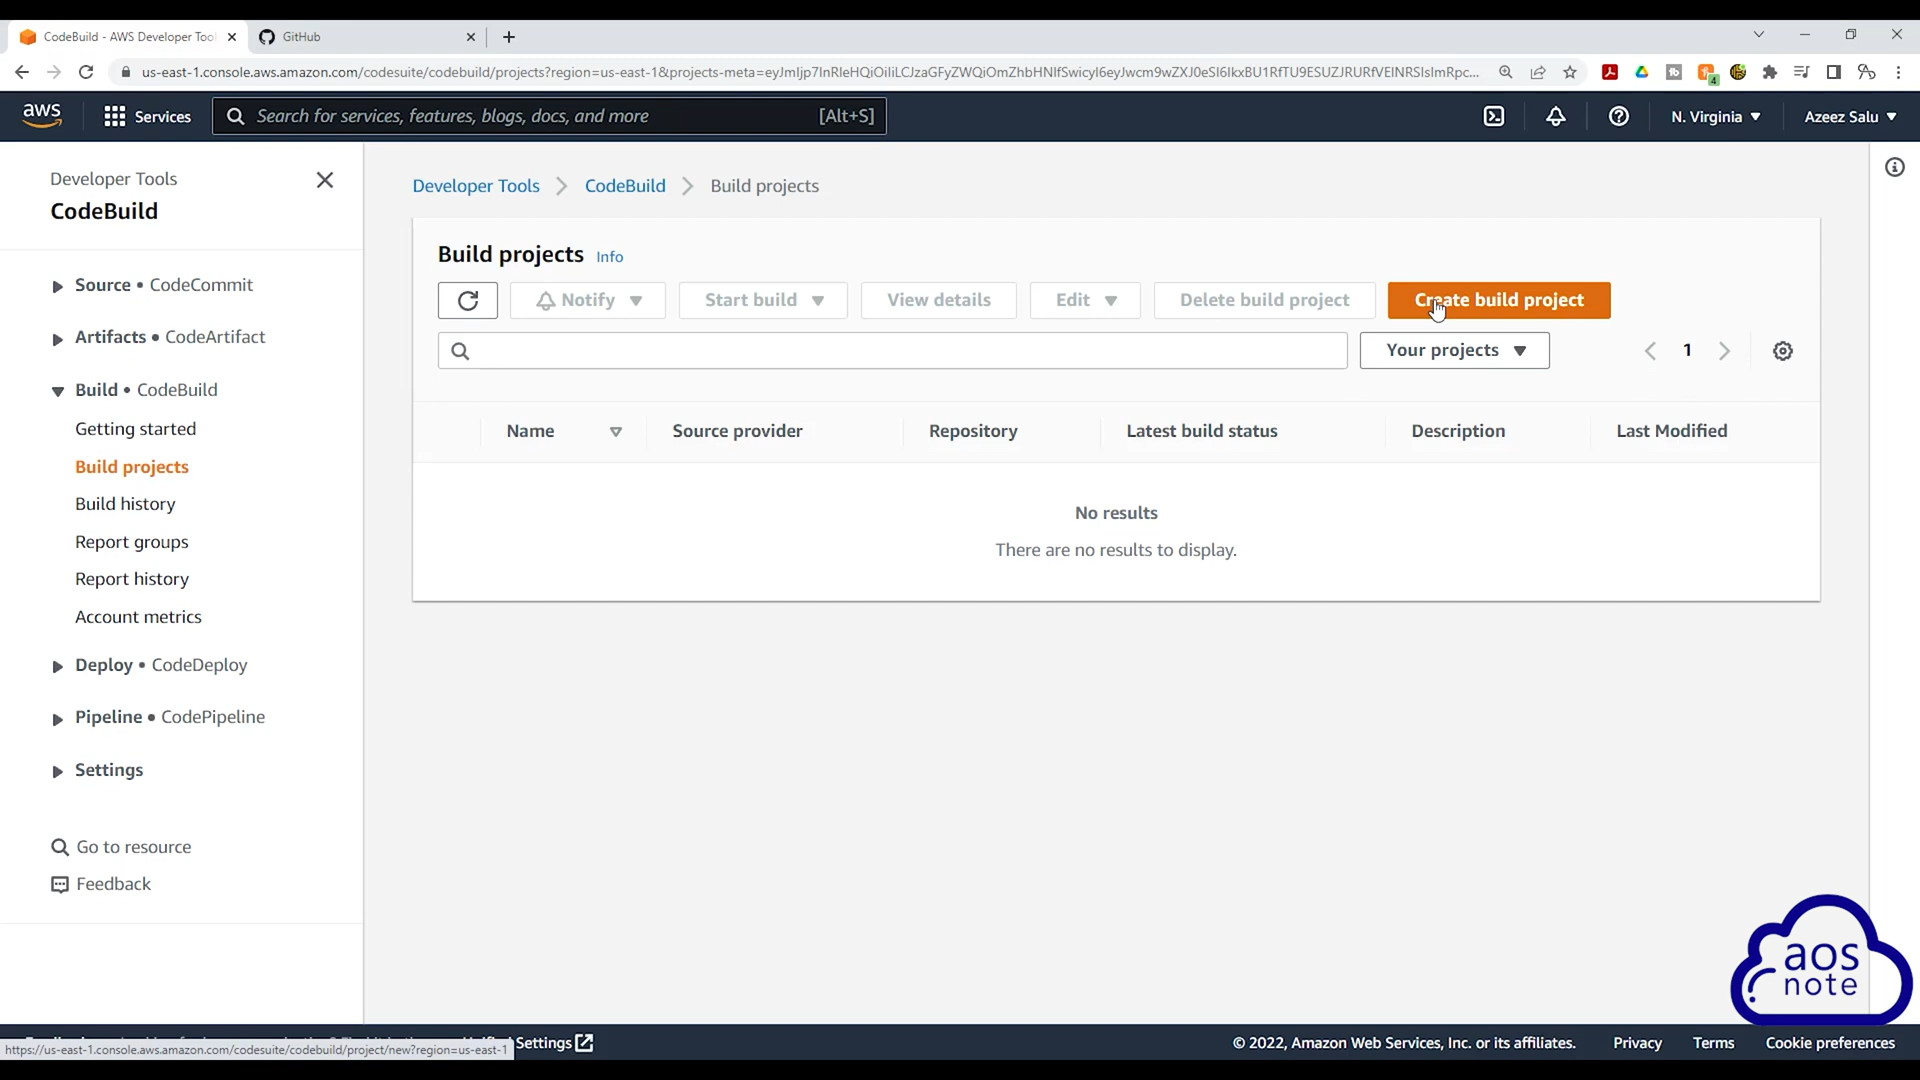 CodeBuild - AWS Developer Too
GitHub
us-east-1.console.aws.amazon.com/codesuite/codebuild/projects?region=us-east-1&projects-meta=
aws
Services
Search for services, features, blogs, docs, and more
[Alt+S]
N. Virginia
Azeez Salu
Developer Tools
CodeBuild
Source • CodeCommit
Artifacts • CodeArtifact
Build • CodeBuild
Getting started
Build projects
Build history
Report groups
Report history
Account metrics
Deploy • CodeDeploy
Pipeline • CodePipeline
Settings
Go to resource
Feedback
Developer Tools
CodeBuild
Build projects
Build projects Info
Notify
Start build
View details
Edit
Delete build project
Create build project
Your projects
1
Name
Source provider
Repository
Latest build status
Description
Last Modified
No results
There are no results to display.
aos
note
Settings
© 2022, Amazon Web Services, Inc. or its affiliates.
Privacy
Terms
Cookie preferences
https://us-east-1.console.aws.amazon.com/codesuite/codebuild/project/new?region=us-east-1